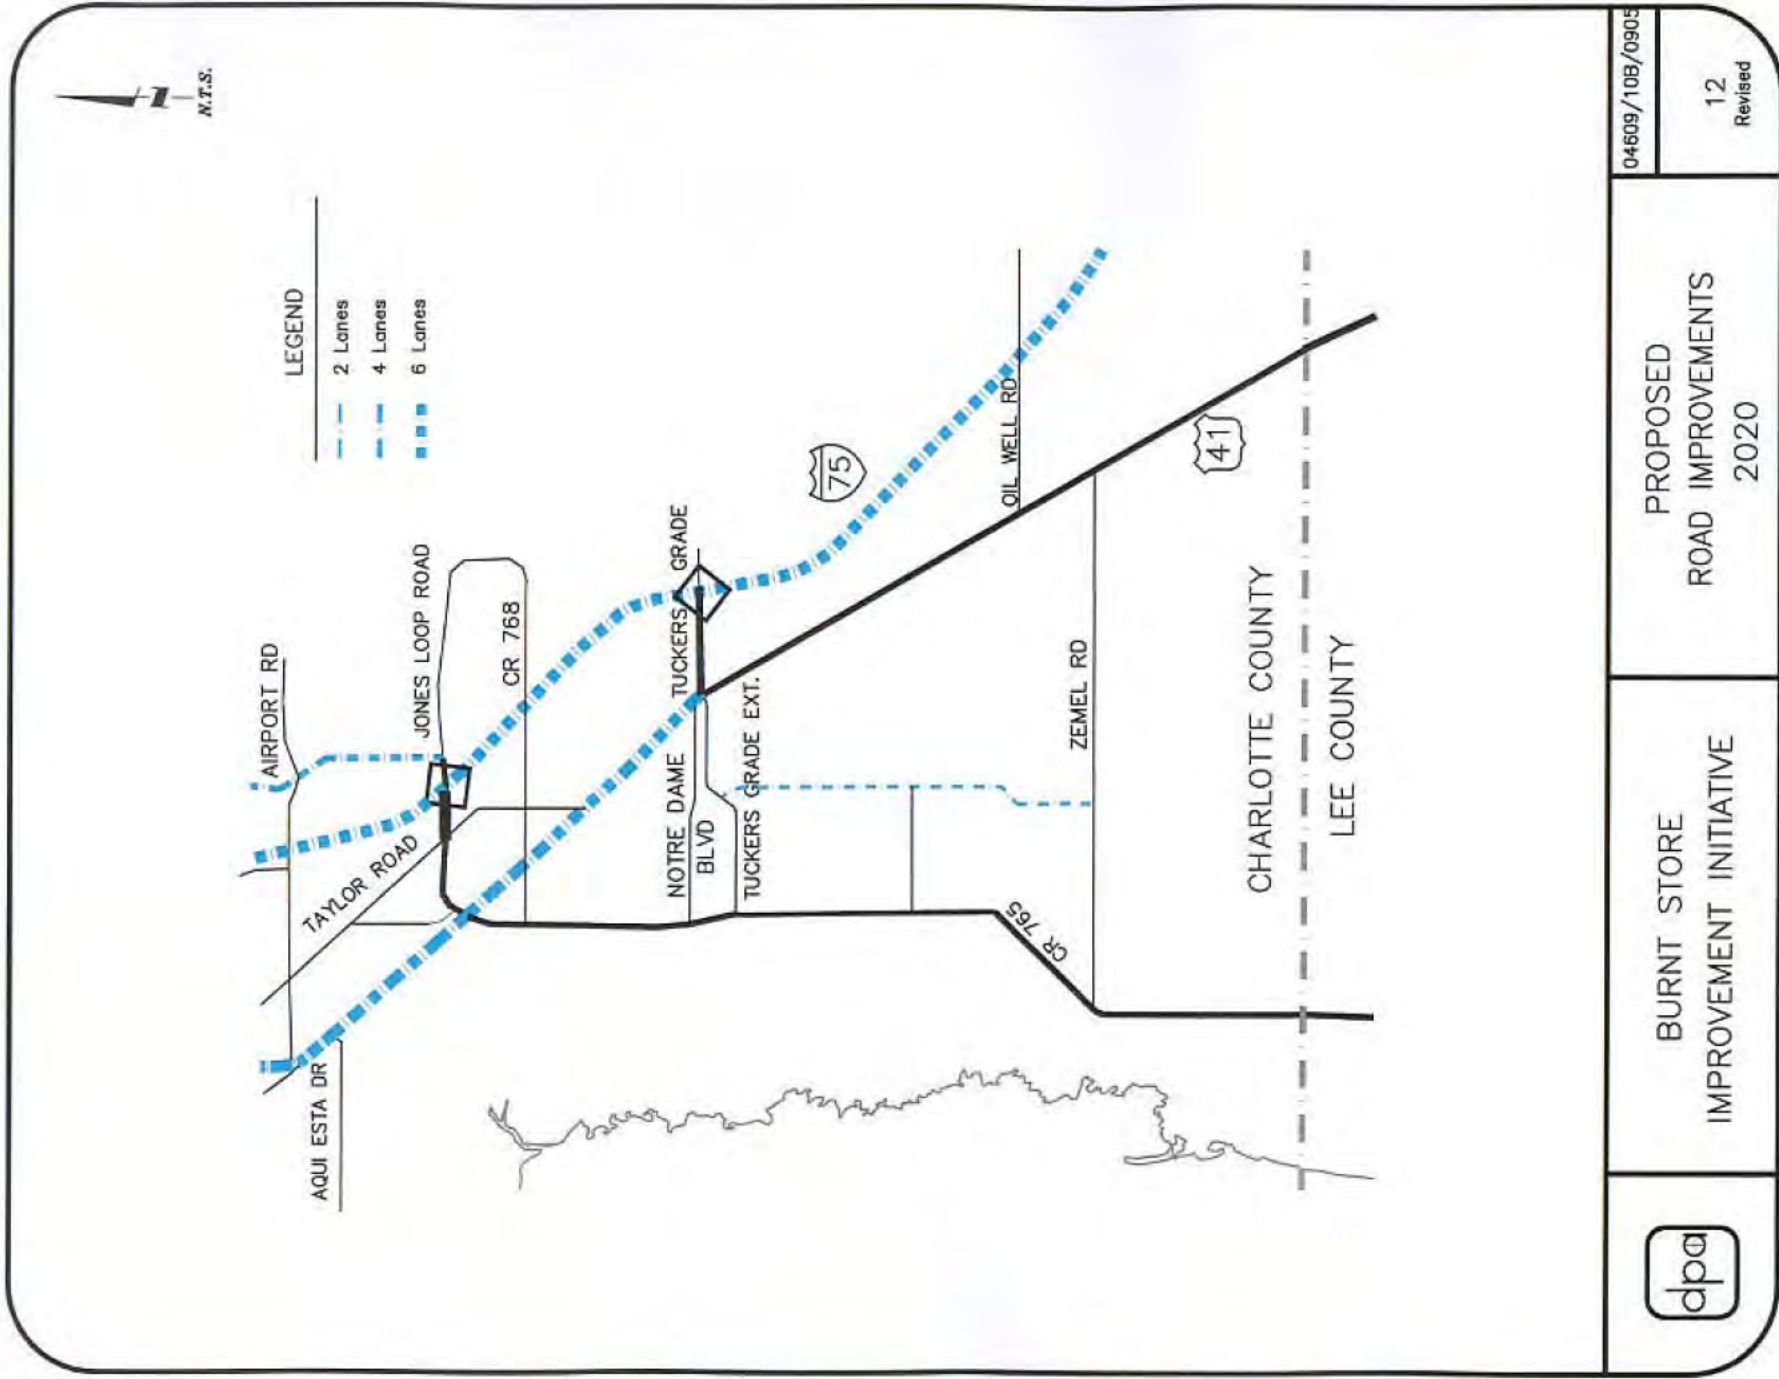 N.T.S.
LEGEND
2 Lanes
4 Lanes
6 Lanes
AIRPORT RD
JONES LOOP ROAD
CR 768
TAYLOR ROAD
AQUI ESTA DR
TUCKERS GRADE
NOTRE DAME
BLVD
TUCKERS GRADE EXT.
75
OIL WELL RD
41
ZEMEL RD
CR 765
CHARLOTTE COUNTY
LEE COUNTY
dpa
BURNT STORE
IMPROVEMENT INITIATIVE
PROPOSED
ROAD IMPROVEMENTS
2020
04609/10B/0905
12
Revised